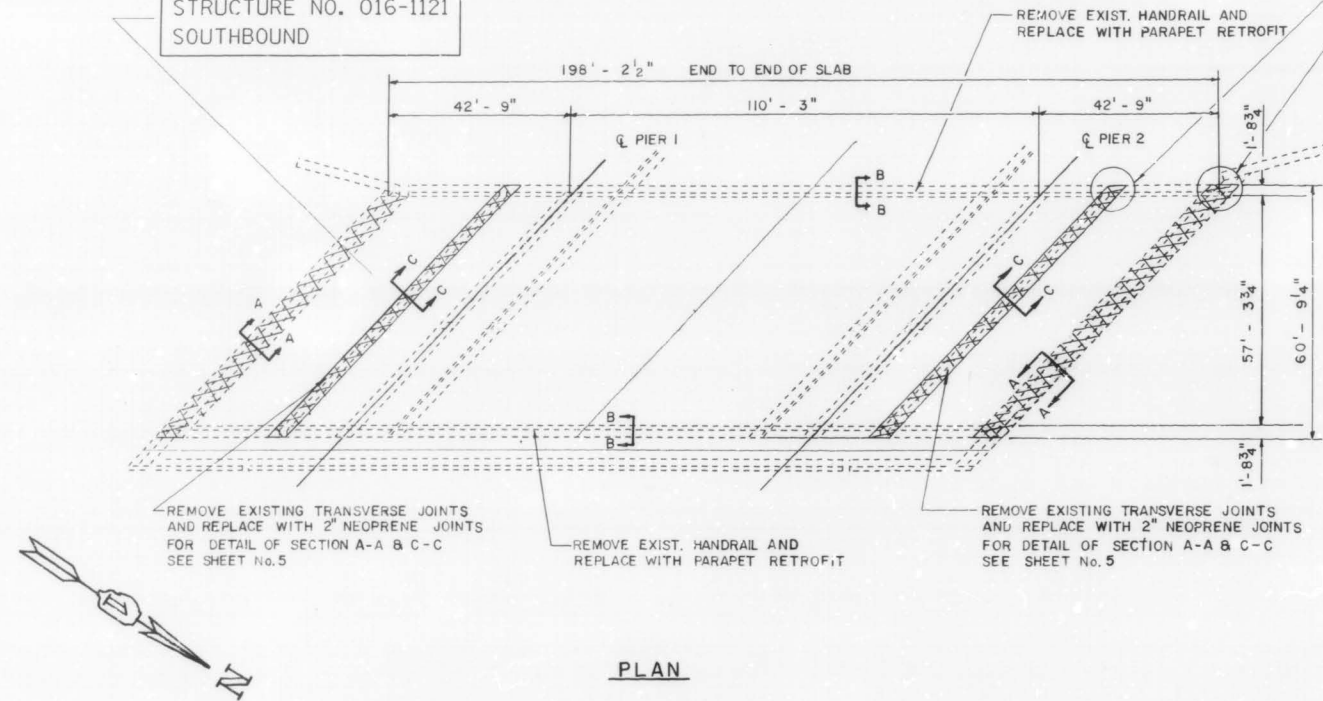 STRUCTURE NO. 016-1121
SOUTHBOUND
REMOVE EXIST. HANDRAIL AND
REPLACE WITH PARAPET RETROFIT
198' - 2½" END TO END OF SLAB
42' - 9"
110' - 3"
42' - 9"
1'-8¾"
℄ PIER 1
℄ PIER 2
B
B
C
C
C
C
A
A
A
A
57' - 3¾"
60' - 9¼"
B
B
1'-8¾"
REMOVE EXISTING TRANSVERSE JOINTS
AND REPLACE WITH 2" NEOPRENE JOINTS
FOR DETAIL OF SECTION A-A & C-C
SEE SHEET No. 5
REMOVE EXIST. HANDRAIL AND
REPLACE WITH PARAPET RETROFIT
REMOVE EXISTING TRANSVERSE JOINTS
AND REPLACE WITH 2" NEOPRENE JOINTS
FOR DETAIL OF SECTION A-A & C-C
SEE SHEET No. 5
N
PLAN